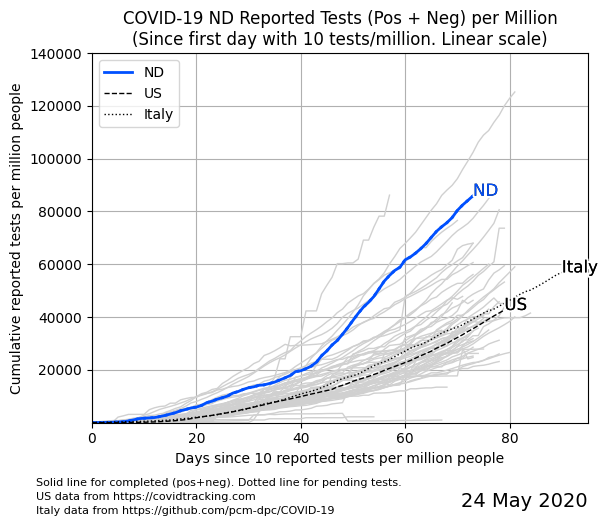 COVID-19 ND Reported Tests (Pos + Neg) per Million
(Since first day with 10 tests/million. Linear scale)
Cumulative reported tests per million people
140000
120000
100000
80000
60000
40000
20000
ND
US
Italy
ND
Italy
US
0
20
40
60
80
Days since 10 reported tests per million people
Solid line for completed (pos+neg). Dotted line for pending tests.
US data from https://covidtracking.com
Italy data from https://github.com/pcm-dpc/COVID-19
24 May 2020